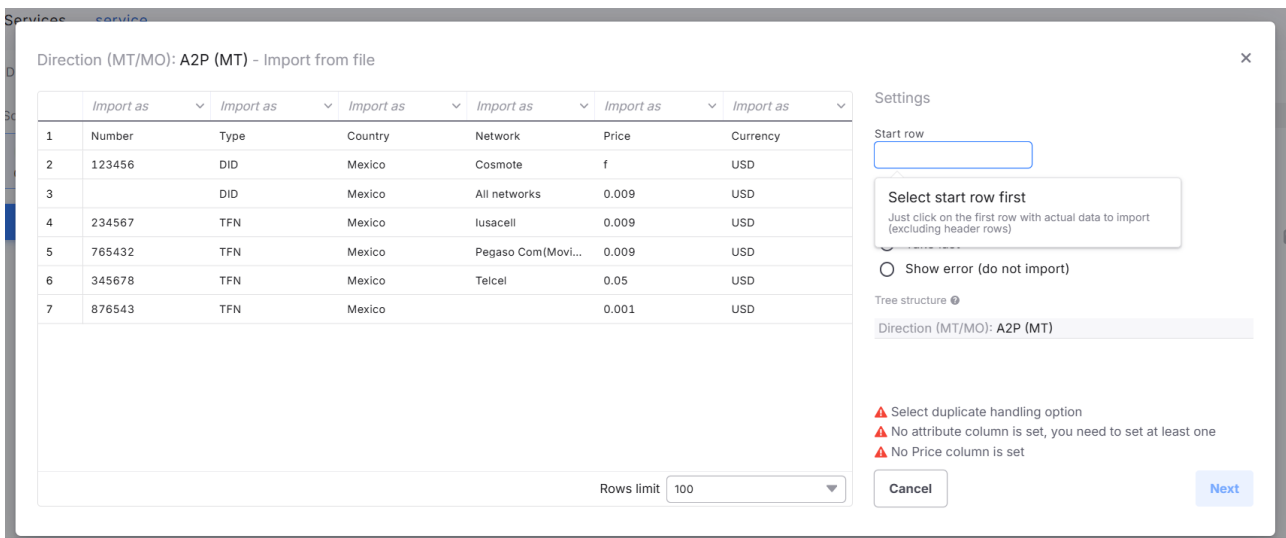 Services service
Direction (MT/MO): A2P (MT) - Import from file
Import as Import as Import as Import as Import as Import as
1 Number Type Country Network Price Currency
2 123456 DID Mexico Cosmote f USD
3 DID Mexico All networks 0.009 USD
4 234567 TFN Mexico Iusacell 0.009 USD
5 765432 TFN Mexico Pegaso Com(Movi... 0.009 USD
6 345678 TFN Mexico Telcel 0.05 USD
7 876543 TFN Mexico 0.001 USD
Rows limit 100
Settings
Start row
Select start row first
Just click on the first row with actual data to import
(excluding header rows)
Show error (do not import)
Tree structure
Direction (MT/MO): A2P (MT)
Select duplicate handling option
No attribute column is set, you need to set at least one
No Price column is set
Cancel Next